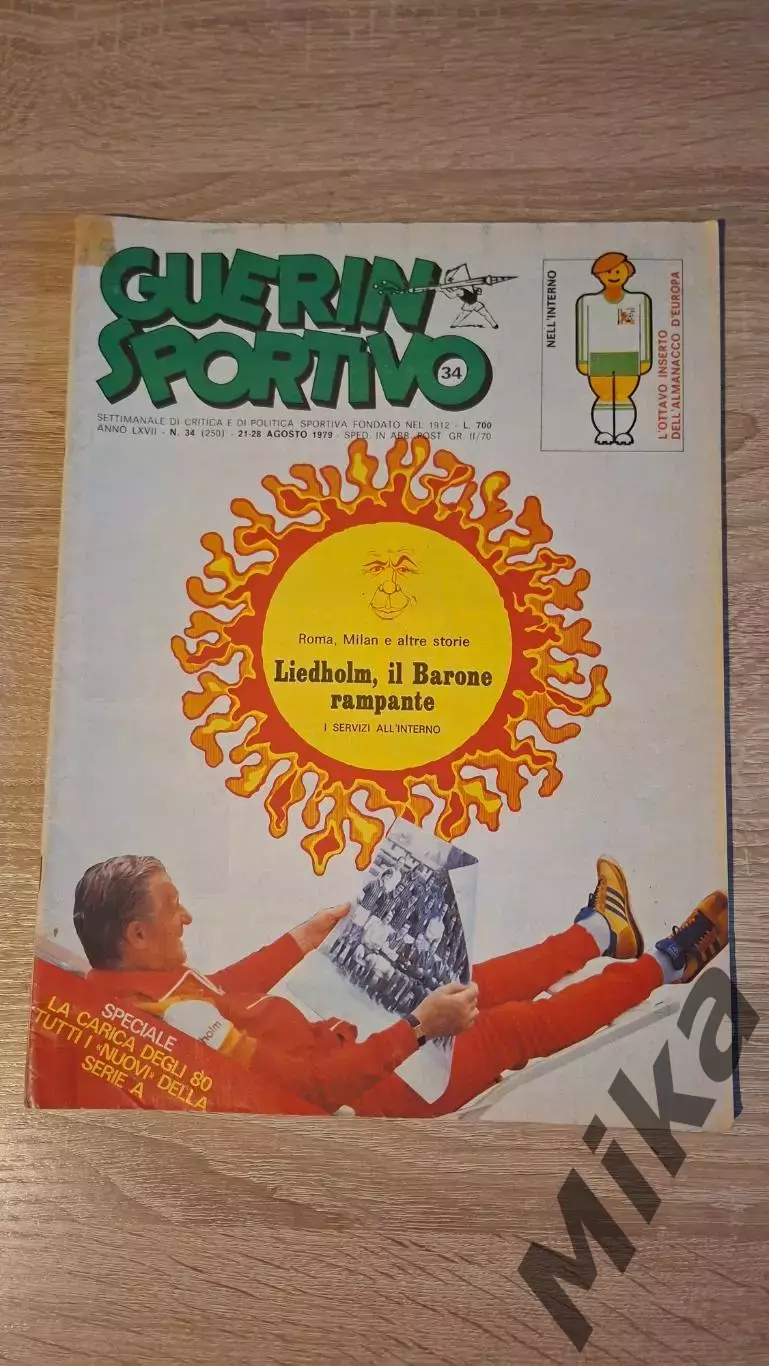 GUERIN
SPORTIVO
34
SETTIMANALE DI CRITICA E DI POLITICA SPORTIVA FONDATO NEL 1912 - L. 700
ANNO LXVII - N. 34 (250) - 21-28 AGOSTO 1979 - SPED. IN ABB. POST. GR. II/70
NELL'INTERNO
L'OTTAVO INSERTO
DELL'ALMANACCO D'EUROPA
Roma, Milan e altre storie
Liedholm, il Barone
rampante
I SERVIZI ALL'INTERNO
SPECIALE
LA CARICA DEGLI 80
TUTTI I «NUOVI» DELLA
SERIE A
holm
Mika